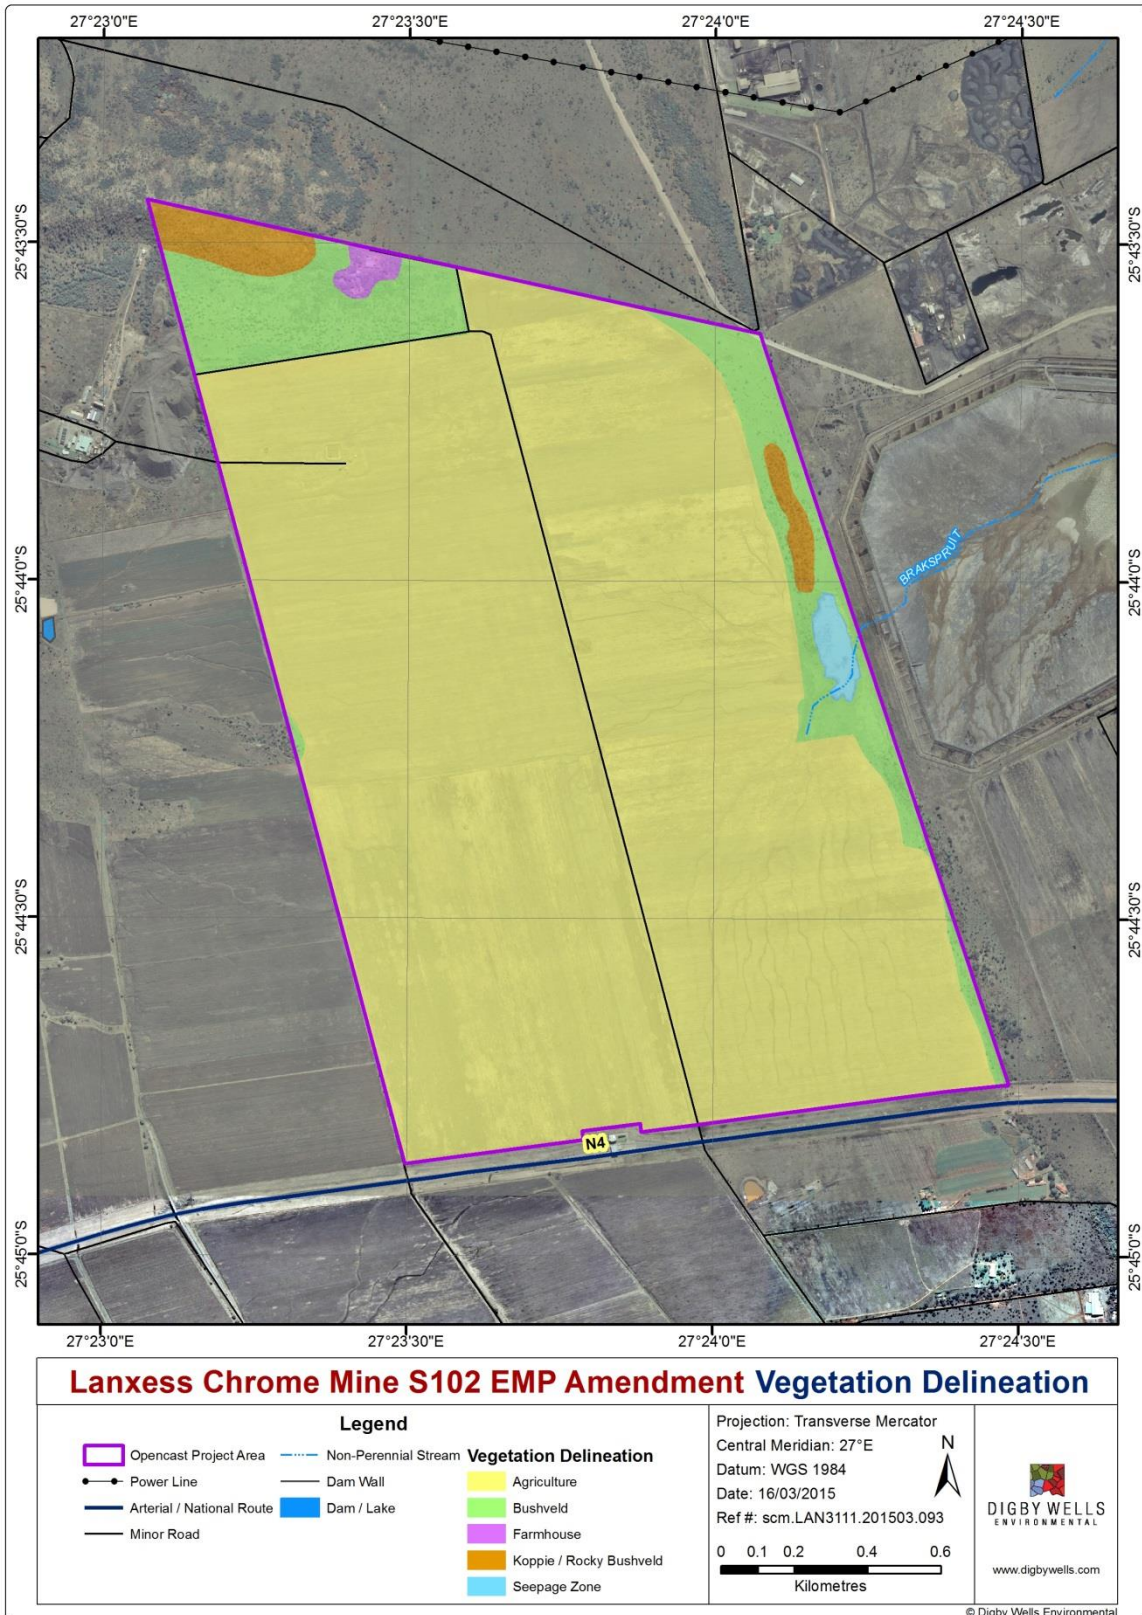 27°23'0"E 27°23'30"E 27°24'0"E 27°24'30"E
25°43'30"S 25°43'30"S
25°44'0"S 25°44'0"S
BRAKSPRUIT
25°44'30"S 25°44'30"S
N4
25°45'0"S 25°45'0"S
27°23'0"E 27°23'30"E 27°24'0"E 27°24'30"E
Lanxess Chrome Mine S102 EMP Amendment Vegetation Delineation
Legend
Opencast Project Area
Power Line
Arterial / National Route
Minor Road
Non-Perennial Stream
Dam Wall
Dam / Lake
Vegetation Delineation
Agriculture
Bushveld
Farmhouse
Koppie / Rocky Bushveld
Seepage Zone
Projection: Transverse Mercator
Central Meridian: 27°E
Datum: WGS 1984
Date: 16/03/2015
Ref #: scm.LAN3111.201503.093
N
0 0.1 0.2 0.4 0.6
Kilometres
DIGBY WELLS
ENVIRONMENTAL
www.digbywells.com
© Digby Wells Environmental